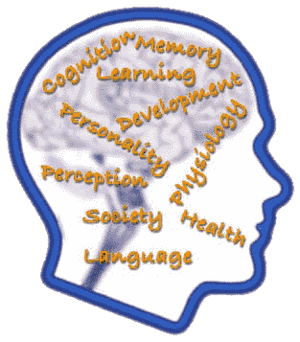 Cognition
Memory
Learning
Development
Personality
Physiology
Perception
Society
Health
Language